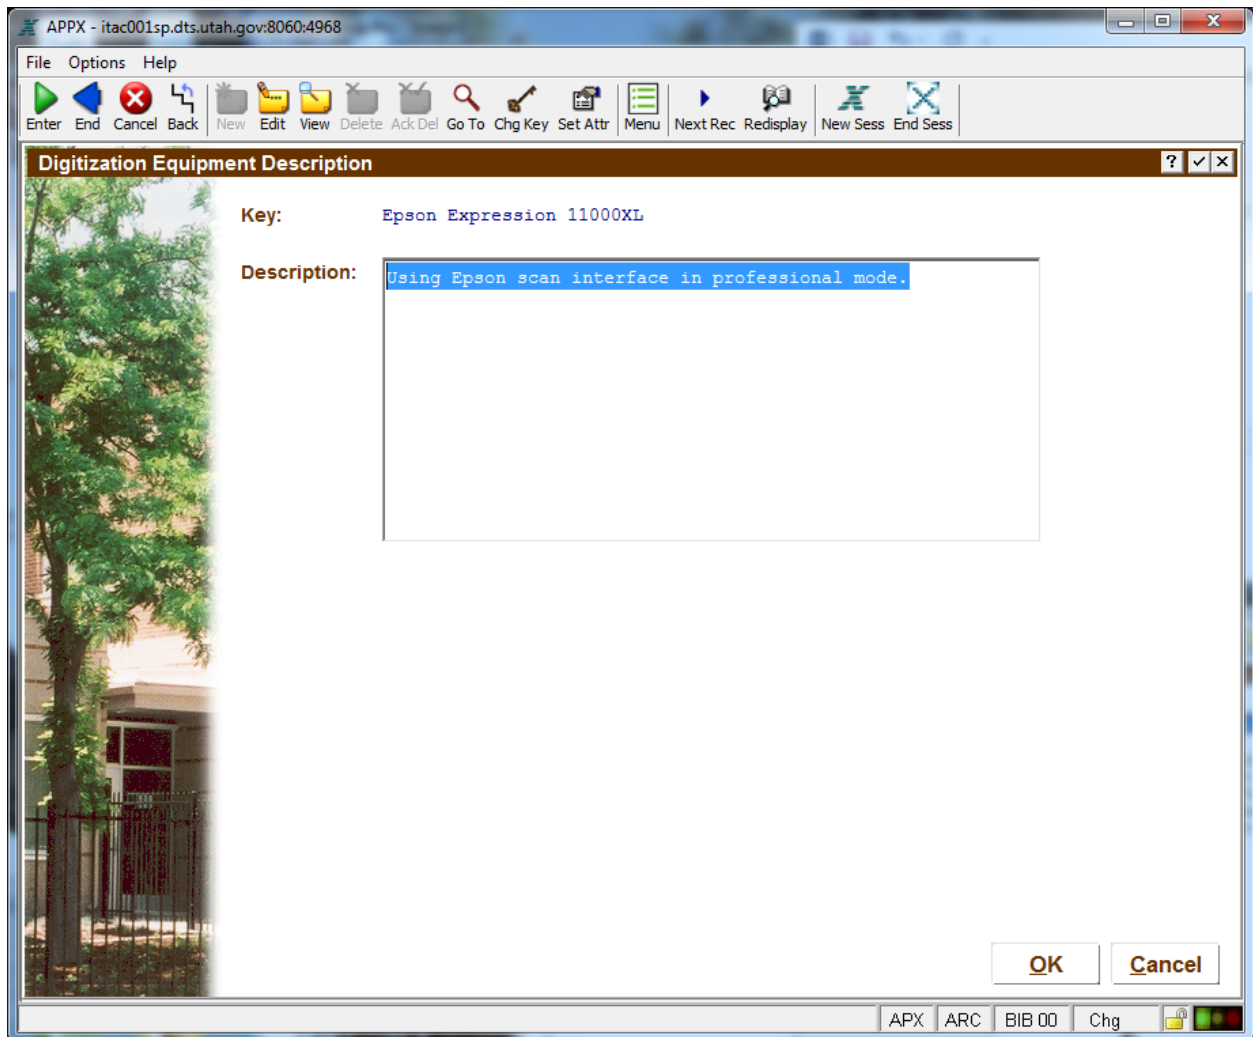 APPX - itac001sp.dts.utah.gov:8060:4968
File Options Help
Enter End Cancel Back New Edit View Delete Ack Del Go To Chg Key Set Attr Menu Next Rec Redisplay New Sess End Sess
Digitization Equipment Description
Key: Epson Expression 11000XL
Description: Using Epson scan interface in professional mode.
OK Cancel
APX ARC BIB 00 Chg